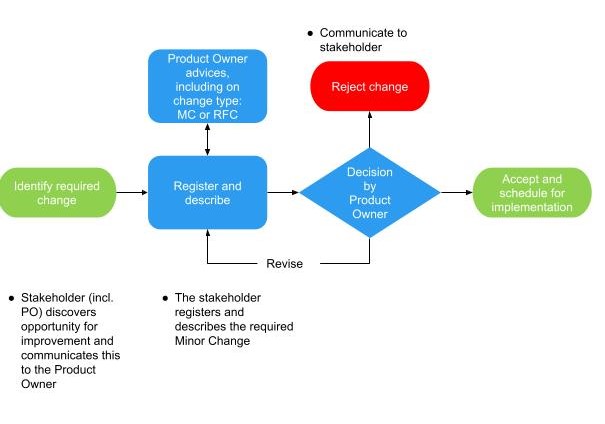 ● Communicate to
stakeholder
Product Owner
advices,
including on
change type:
MC or RFC
Reject change
Identify required
change
Register and
describe
Decision
by
Product
Owner
Accept and
schedule for
implementation
Revise
● Stakeholder (incl.
PO) discovers
opportunity for
improvement and
communicates this
to the Product
Owner
● The stakeholder
registers and
describes the required
Minor Change